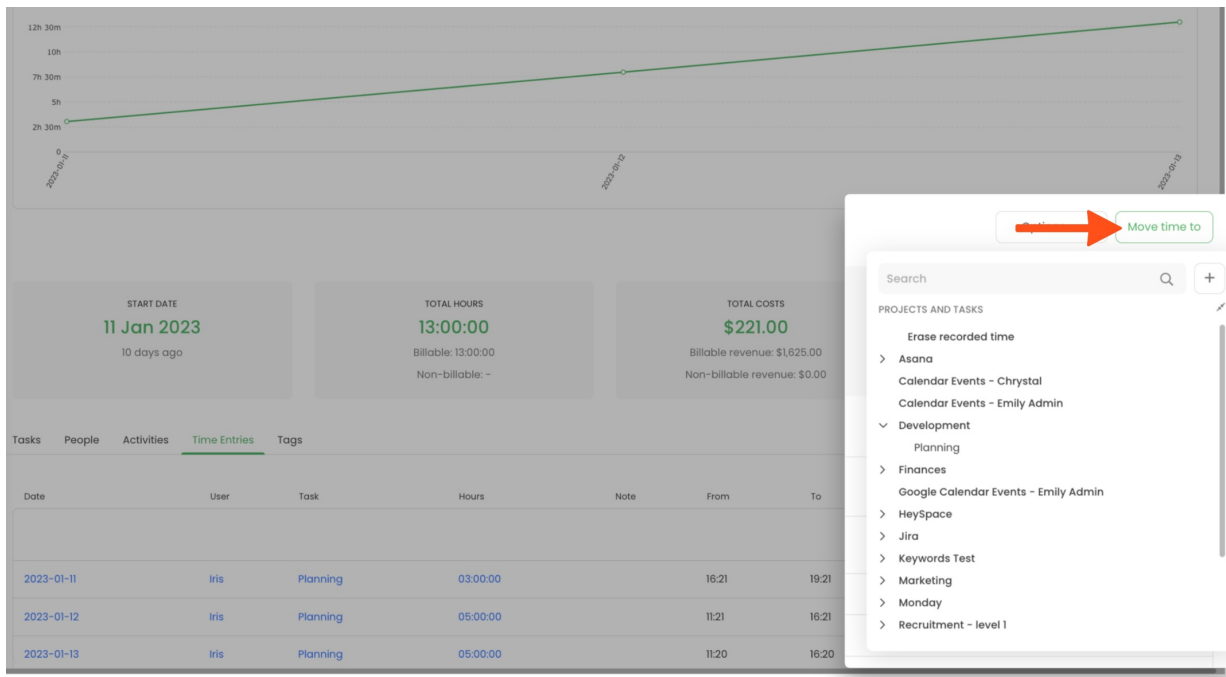 12h 30m
10h
7h 30m
5h
2h 30m
0
2023-01-11
2023-01-12
2023-01-13
Move time to
Search
+
PROJECTS AND TASKS
Erase recorded time
Asana
Calendar Events - Chrystal
Calendar Events - Emily Admin
Development
Planning
Finances
Google Calendar Events - Emily Admin
HeySpace
Jira
Keywords Test
Marketing
Monday
Recruitment - level 1
START DATE
11 Jan 2023
10 days ago
TOTAL HOURS
13:00:00
Billable: 13:00:00
Non-billable: -
TOTAL COSTS
$221.00
Billable revenue: $1,625.00
Non-billable revenue: $0.00
Tasks People Activities Time Entries Tags
Date User Task Hours Note From To
2023-01-11 Iris Planning 03:00:00 16:21 19:21
2023-01-12 Iris Planning 05:00:00 11:21 16:21
2023-01-13 Iris Planning 05:00:00 11:20 16:20